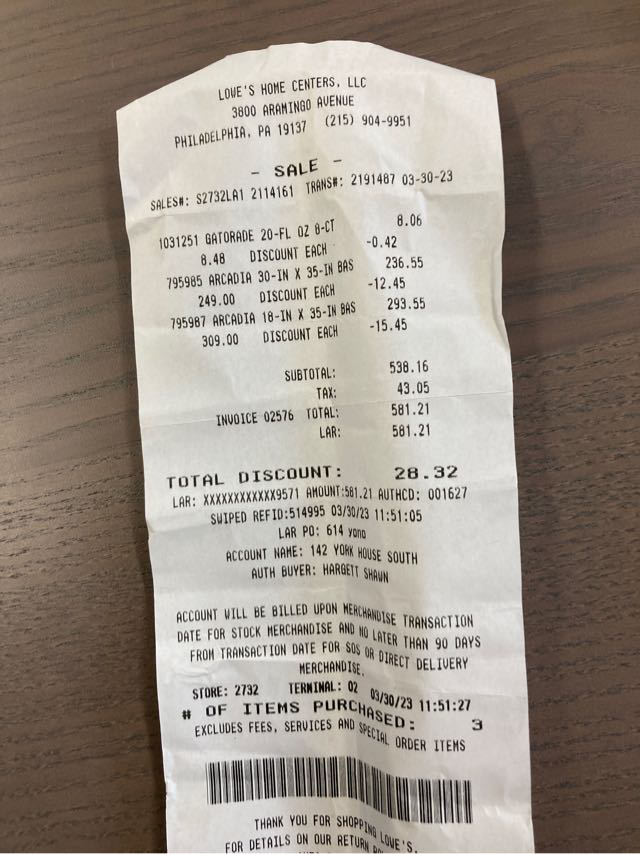 LOWE'S HOME CENTERS, LLC
3800 ARAMINGO AVENUE
PHILADELPHIA, PA 19137 (215) 904-9951
- SALE -
SALES#: S2732LA1 2114161 TRANS#: 2191487 03-30-23
1031251 GATORADE 20-FL OZ 8-CT 8.06
8.48 DISCOUNT EACH -0.42
795985 ARCADIA 30-IN X 35-IN BAS 236.55
249.00 DISCOUNT EACH -12.45
795987 ARCADIA 18-IN X 35-IN BAS 293.55
309.00 DISCOUNT EACH -15.45
SUBTOTAL: 538.16
TAX: 43.05
INVOICE 02576 TOTAL: 581.21
LAR: 581.21
TOTAL DISCOUNT: 28.32
LAR: XXXXXXXXXXXX9571 AMOUNT:581.21 AUTHCD: 001627
SWIPED REFID:514995 03/30/23 11:51:05
LAR PO: 614 yono
ACCOUNT NAME: 142 YORK HOUSE SOUTH
AUTH BUYER: HARGETT SHAWN
ACCOUNT WILL BE BILLED UPON MERCHANDISE TRANSACTION
DATE FOR STOCK MERCHANDISE AND NO LATER THAN 90 DAYS
FROM TRANSACTION DATE FOR SOS OR DIRECT DELIVERY
MERCHANDISE.
STORE: 2732 TERMINAL: 02 03/30/23 11:51:27
# OF ITEMS PURCHASED: 3
EXCLUDES FEES, SERVICES AND SPECIAL ORDER ITEMS
THANK YOU FOR SHOPPING LOWE'S.
FOR DETAILS ON OUR RETURN